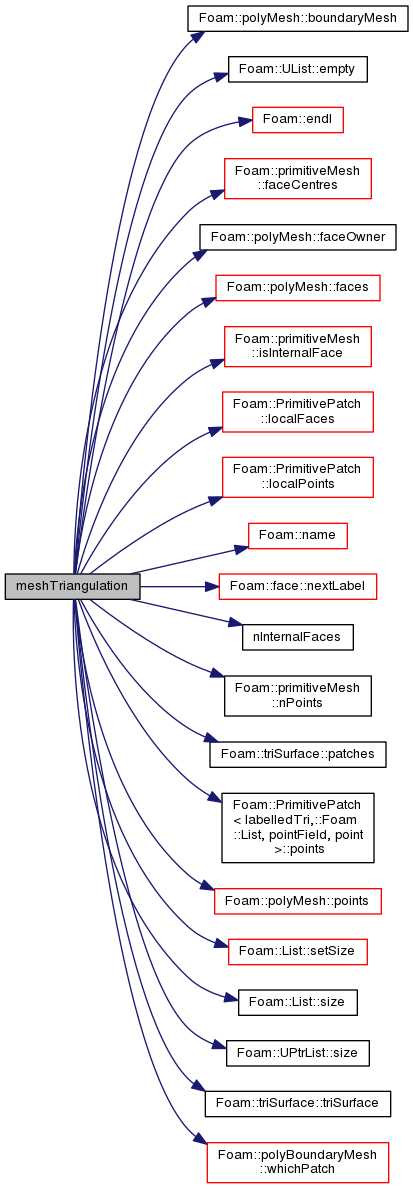 Foam::polyMesh::boundaryMesh
Foam::UList::empty
Foam::endl
Foam::primitiveMesh
::faceCentres
Foam::polyMesh::faceOwner
Foam::polyMesh::faces
Foam::primitiveMesh
::isInternalFace
Foam::PrimitivePatch
::localFaces
Foam::PrimitivePatch
::localPoints
Foam::name
meshTriangulation
Foam::face::nextLabel
nInternalFaces
Foam::primitiveMesh
::nPoints
Foam::triSurface::patches
Foam::PrimitivePatch
< labelledTri,::Foam
::List, pointField, point
>::points
Foam::polyMesh::points
Foam::List::setSize
Foam::List::size
Foam::UPtrList::size
Foam::triSurface::triSurface
Foam::polyBoundaryMesh
::whichPatch